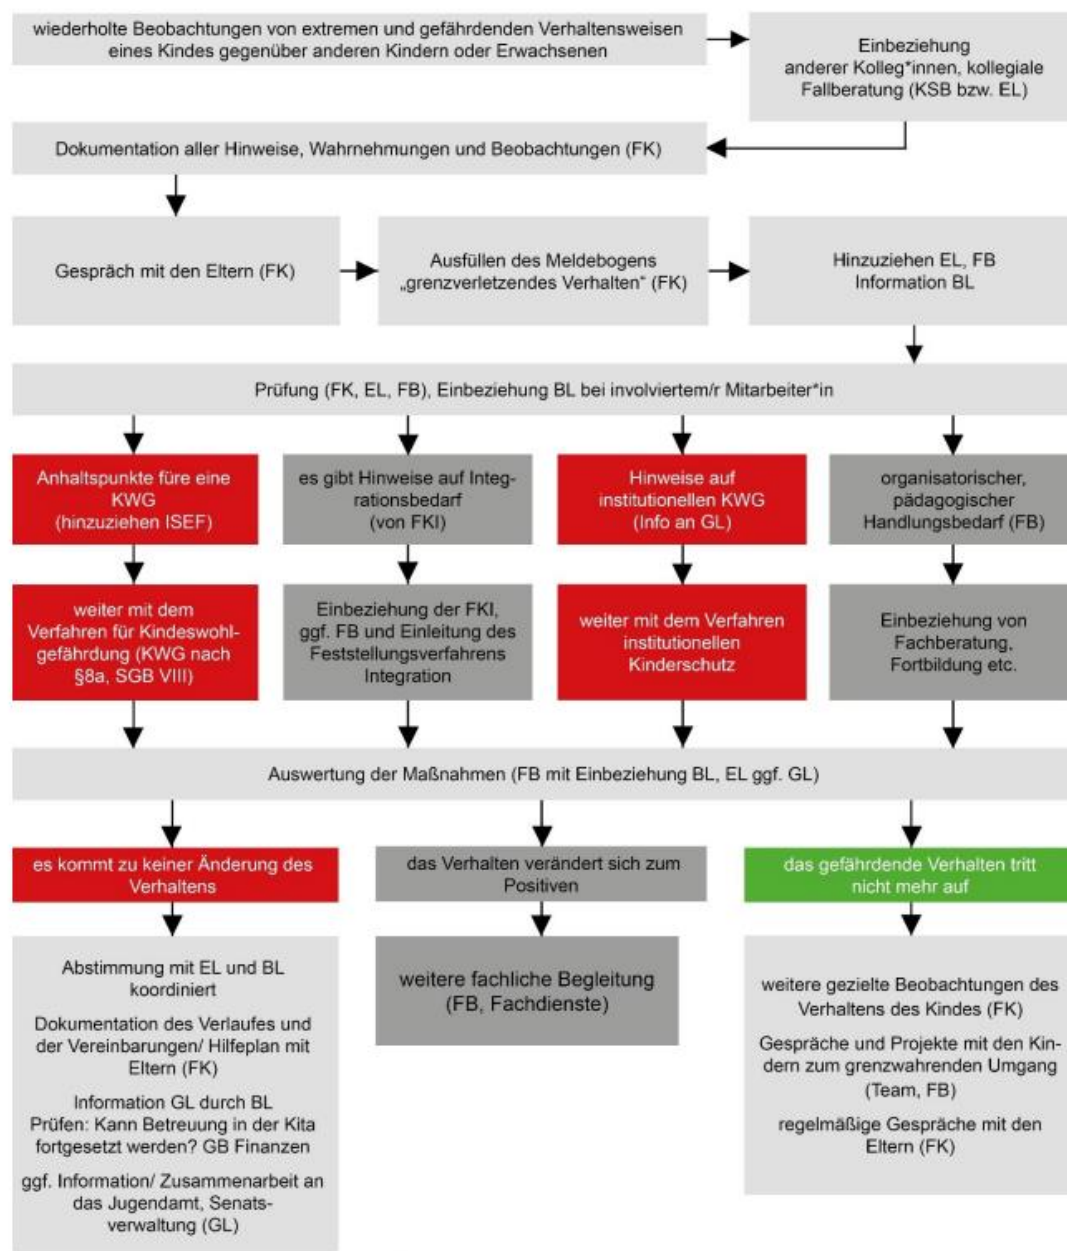 wiederholte Beobachtungen von extremen und gefährdenden Verhaltensweisen
eines Kindes gegenüber anderen Kindern oder Erwachsenen
Einbeziehung
anderer Kolleg*innen, kollegiale
Fallberatung (KSB bzw. EL)
Dokumentation aller Hinweise, Wahrnehmungen und Beobachtungen (FK)
Gespräch mit den Eltern (FK)
Ausfüllen des Meldebogens
„grenzverletzendes Verhalten“ (FK)
Hinzuziehen EL, FB
Information BL
Prüfung (FK, EL, FB), Einbeziehung BL bei involviertem/r Mitarbeiter*in
Anhaltspunkte füre eine
KWG
(hinzuziehen ISEF)
es gibt Hinweise auf Integ-
rationsbedarf
(von FKI)
Hinweise auf
institutionellen KWG
(Info an GL)
organisatorischer,
pädagogischer
Handlungsbedarf (FB)
weiter mit dem
Verfahren für Kindeswohl-
gefährdung (KWG nach
§8a, SGB VIII)
Einbeziehung der FKI,
ggf. FB und Einleitung des
Feststellungsverfahrens
Integration
weiter mit dem Verfahren
institutionellen
Kinderschutz
Einbeziehung von
Fachberatung,
Fortbildung etc.
Auswertung der Maßnahmen (FB mit Einbeziehung BL, EL ggf. GL)
es kommt zu keiner Änderung des
Verhaltens
das Verhalten verändert sich zum
Positiven
das gefährdende Verhalten tritt
nicht mehr auf
Abstimmung mit EL und BL
koordiniert
Dokumentation des Verlaufes und
der Vereinbarungen/ Hilfeplan mit
Eltern (FK)
Information GL durch BL
Prüfen: Kann Betreuung in der Kita
fortgesetzt werden? GB Finanzen
ggf. Information/ Zusammenarbeit an
das Jugendamt, Senats-
verwaltung (GL)
weitere fachliche Begleitung
(FB, Fachdienste)
weitere gezielte Beobachtungen des
Verhaltens des Kindes (FK)
Gespräche und Projekte mit den Kin-
dern zum grenzwahrenden Umgang
(Team, FB)
regelmäßige Gespräche mit den
Eltern (FK)